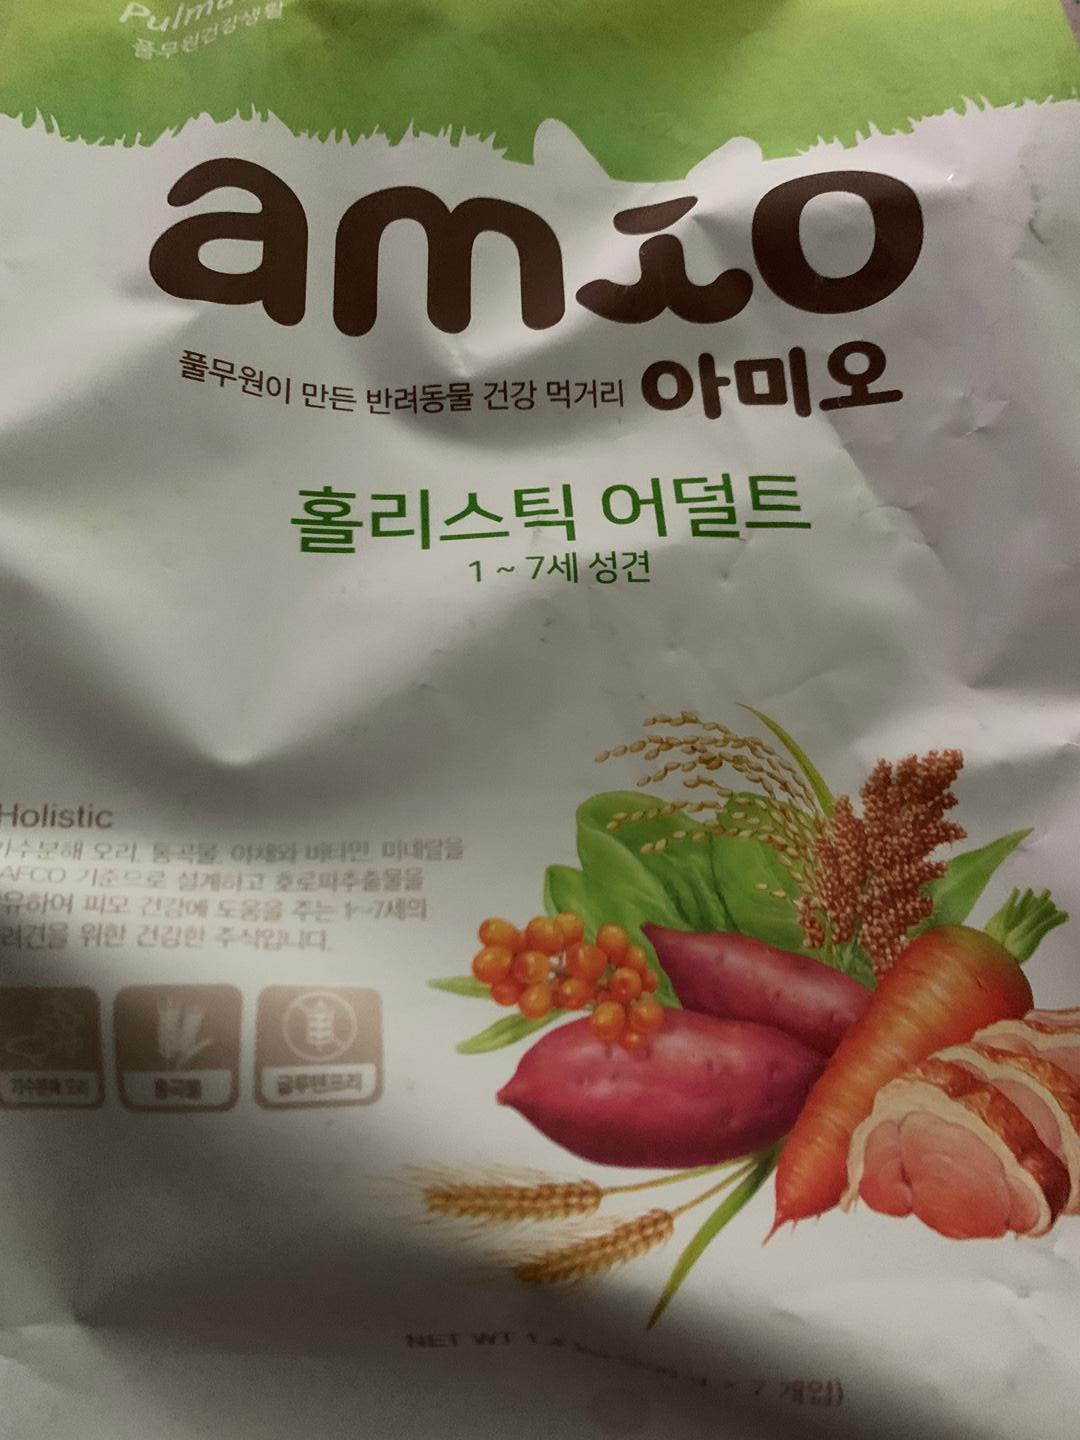 풀무원건강생활
amio
풀무원이 만든 반려동물 건강 먹거리 아미오
홀리스틱 어덜트
1 ~ 7세 성견
Holistic
가수분해 오리, 통곡물, 야채와 비타민, 미네랄을
AFCO 기준으로 설계하고 호로파추출물을
유하여 피모 건강에 도움을 주는 1~7세의
려견을 위한 건강한 주식입니다.
가수분해 오리 통곡물 글루텐프리
NET WT 7 개입)